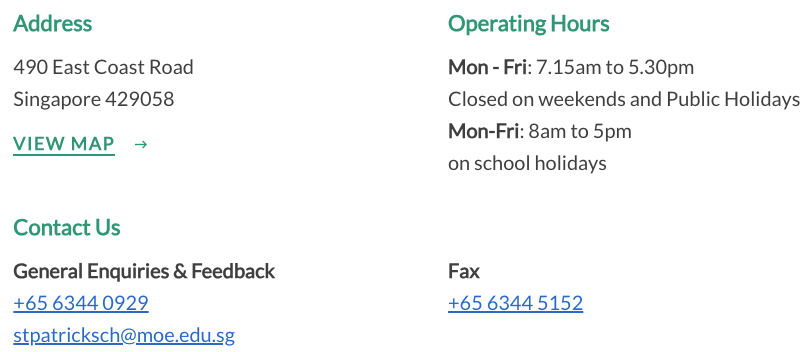 Address
490 East Coast Road
Singapore 429058
VIEW MAP →
Operating Hours
Mon - Fri: 7.15am to 5.30pm
Closed on weekends and Public Holidays
Mon-Fri: 8am to 5pm
on school holidays
Contact Us
General Enquiries & Feedback
+65 6344 0929
stpatricksch@moe.edu.sg
Fax
+65 6344 5152